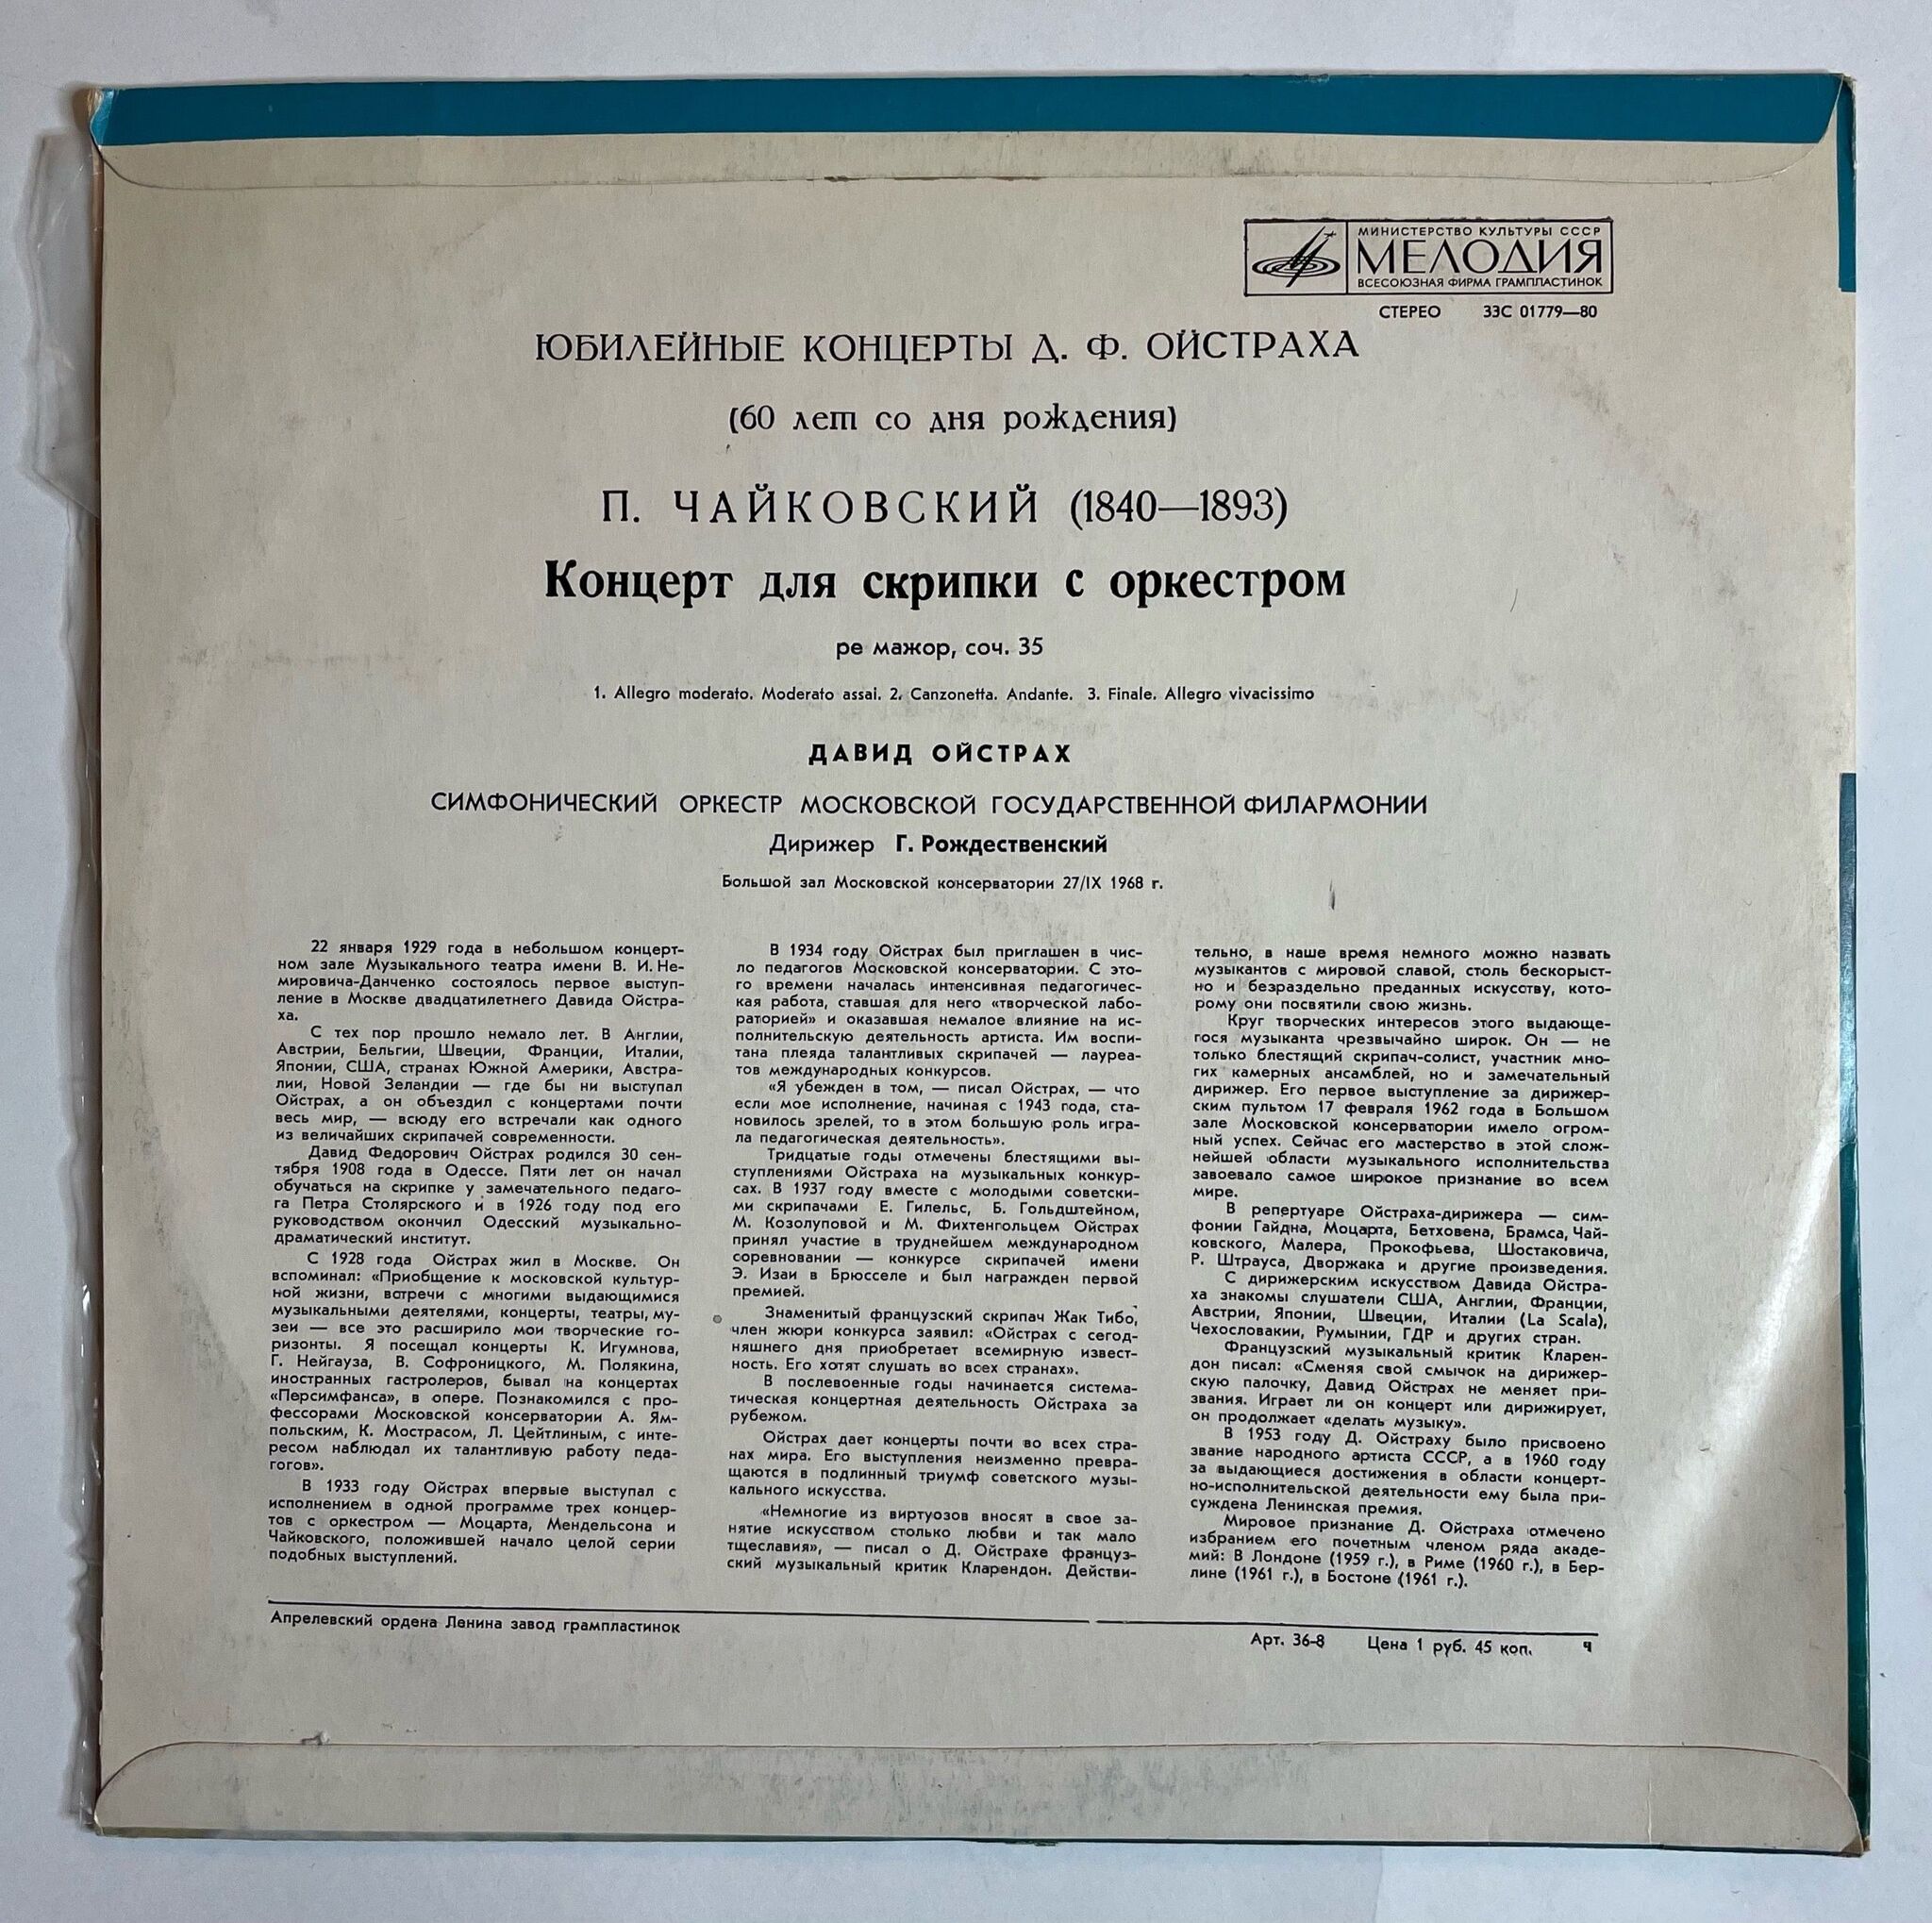 МИНИСТЕРСТВО КУЛЬТУРЫ СССР
МЕЛОДИЯ
ВСЕСОЮЗНАЯ ФИРМА ГРАМПЛАСТИНОК
СТЕРЕО 33С 01779—80
ЮБИЛЕЙНЫЕ КОНЦЕРТЫ Д. Ф. ОЙСТРАХА
(60 лет со дня рождения)
П. ЧАЙКОВСКИЙ (1840—1893)
Концерт для скрипки с оркестром
ре мажор, соч. 35
1. Allegro moderato. Moderato assai. 2. Canzonetta. Andante. 3. Finale. Allegro vivacissimo
ДАВИД ОЙСТРАХ
СИМФОНИЧЕСКИЙ ОРКЕСТР МОСКОВСКОЙ ГОСУДАРСТВЕННОЙ ФИЛАРМОНИИ
Дирижер Г. Рождественский
Большой зал Московской консерватории 27/IX 1968 г.
22 января 1929 года в небольшом концерт-
ном зале Музыкального театра имени В. И. Не-
мировича-Данченко состоялось первое выступ-
ление в Москве двадцатилетнего Давида Ойстра-
ха.
С тех пор прошло немало лет. В Англии,
Австрии, Бельгии, Швеции, Франции, Италии,
Японии, США, странах Южной Америки, Австра-
лии, Новой Зеландии — где бы ни выступал
Ойстрах, а он объездил с концертами почти
весь мир, — всюду его встречали как одного
из величайших скрипачей современности.
Давид Федорович Ойстрах родился 30 сен-
тября 1908 года в Одессе. Пяти лет он начал
обучаться на скрипке у замечательного педаго-
га Петра Столярского и в 1926 году под его
руководством окончил Одесский музыкально-
драматический институт.
С 1928 года Ойстрах жил в Москве. Он
вспоминал: «Приобщение к московской культур-
ной жизни, встречи с многими выдающимися
музыкальными деятелями, концерты, театры, му-
зеи — все это расширило мои творческие го-
ризонты. Я посещал концерты К. Игумнова,
Г. Нейгауза, В. Софроницкого, М. Полякина,
иностранных гастролеров, бывал на концертах
«Персимфанса», в опере. Познакомился с про-
фессорами Московской консерватории А. Ям-
польским, К. Мострасом, Л. Цейтлиным, с инте-
ресом наблюдал их талантливую работу педа-
гогов».
В 1933 году Ойстрах впервые выступал с
исполнением в одной программе трех концер-
тов с оркестром — Моцарта, Мендельсона и
Чайковского, положившей начало целой серии
подобных выступлений.
В 1934 году Ойстрах был приглашен в чис-
ло педагогов Московской консерватории. С это-
го времени началась интенсивная педагогичес-
кая работа, ставшая для него «творческой лабо-
раторией» и оказавшая немалое влияние на ис-
полнительскую деятельность артиста. Им воспи-
тана плеяда талантливых скрипачей — лауреа-
тов международных конкурсов.
«Я убежден в том, — писал Ойстрах, — что
если мое исполнение, начиная с 1943 года, ста-
новилось зрелей, то в этом большую роль игра-
ла педагогическая деятельность».
Тридцатые годы отмечены блестящими вы-
ступлениями Ойстраха на музыкальных конкур-
сах. В 1937 году вместе с молодыми советски-
ми скрипачами Е. Гилельс, Б. Гольдштейном,
М. Козолуповой и М. Фихтенгольцем Ойстрах
принял участие в труднейшем международном
соревновании — конкурсе скрипачей имени
Э. Изаи в Брюсселе и был награжден первой
премией.
Знаменитый французский скрипач Жак Тибо,
член жюри конкурса заявил: «Ойстрах с сегод-
няшнего дня приобретает всемирную извест-
ность. Его хотят слушать во всех странах».
В послевоенные годы начинается система-
тическая концертная деятельность Ойстраха за
рубежом.
Ойстрах дает концерты почти во всех стра-
нах мира. Его выступления неизменно превра-
щаются в подлинный триумф советского музы-
кального искусства.
«Немногие из виртуозов вносят в свое за-
нятие искусством столько любви и так мало
тщеславия», — писал о Д. Ойстрахе француз-
ский музыкальный критик Кларендон. Действи-
тельно, в наше время немного можно назвать
музыкантов с мировой славой, столь бескорыст-
но и безраздельно преданных искусству, кото-
рому они посвятили свою жизнь.
Круг творческих интересов этого выдающе-
гося музыканта чрезвычайно широк. Он — не
только блестящий скрипач-солист, участник мно-
гих камерных ансамблей, но и замечательный
дирижер. Его первое выступление за дирижер-
ским пультом 17 февраля 1962 года в Большом
зале Московской консерватории имело огром-
ный успех. Сейчас его мастерство в этой слож-
нейшей области музыкального исполнительства
завоевало самое широкое признание во всем
мире.
В репертуаре Ойстраха-дирижера — сим-
фонии Гайдна, Моцарта, Бетховена, Брамса, Чай-
ковского, Малера, Прокофьева, Шостаковича,
Р. Штрауса, Дворжака и другие произведения.
С дирижерским искусством Давида Ойстра-
ха знакомы слушатели США, Англии, Франции,
Австрии, Японии, Швеции, Италии (La Scala),
Чехословакии, Румынии, ГДР и других стран.
Французский музыкальный критик Кларен-
дон писал: «Сменяя свой смычок на дирижер-
скую палочку, Давид Ойстрах не меняет при-
звания. Играет ли он концерт или дирижирует,
он продолжает «делать музыку».
В 1953 году Д. Ойстраху было присвоено
звание народного артиста СССР, а в 1960 году
за выдающиеся достижения в области концерт-
но-исполнительской деятельности ему была при-
суждена Ленинская премия.
Мировое признание Д. Ойстраха отмечено
избранием его почетным членом ряда акаде-
мий: В Лондоне (1959 г.), в Риме (1960 г.), в Бер-
лине (1961 г.), в Бостоне (1961 г.).
Апрелевский ордена Ленина завод грампластинок
Арт. 36-8 Цена 1 руб. 45 коп. Ч